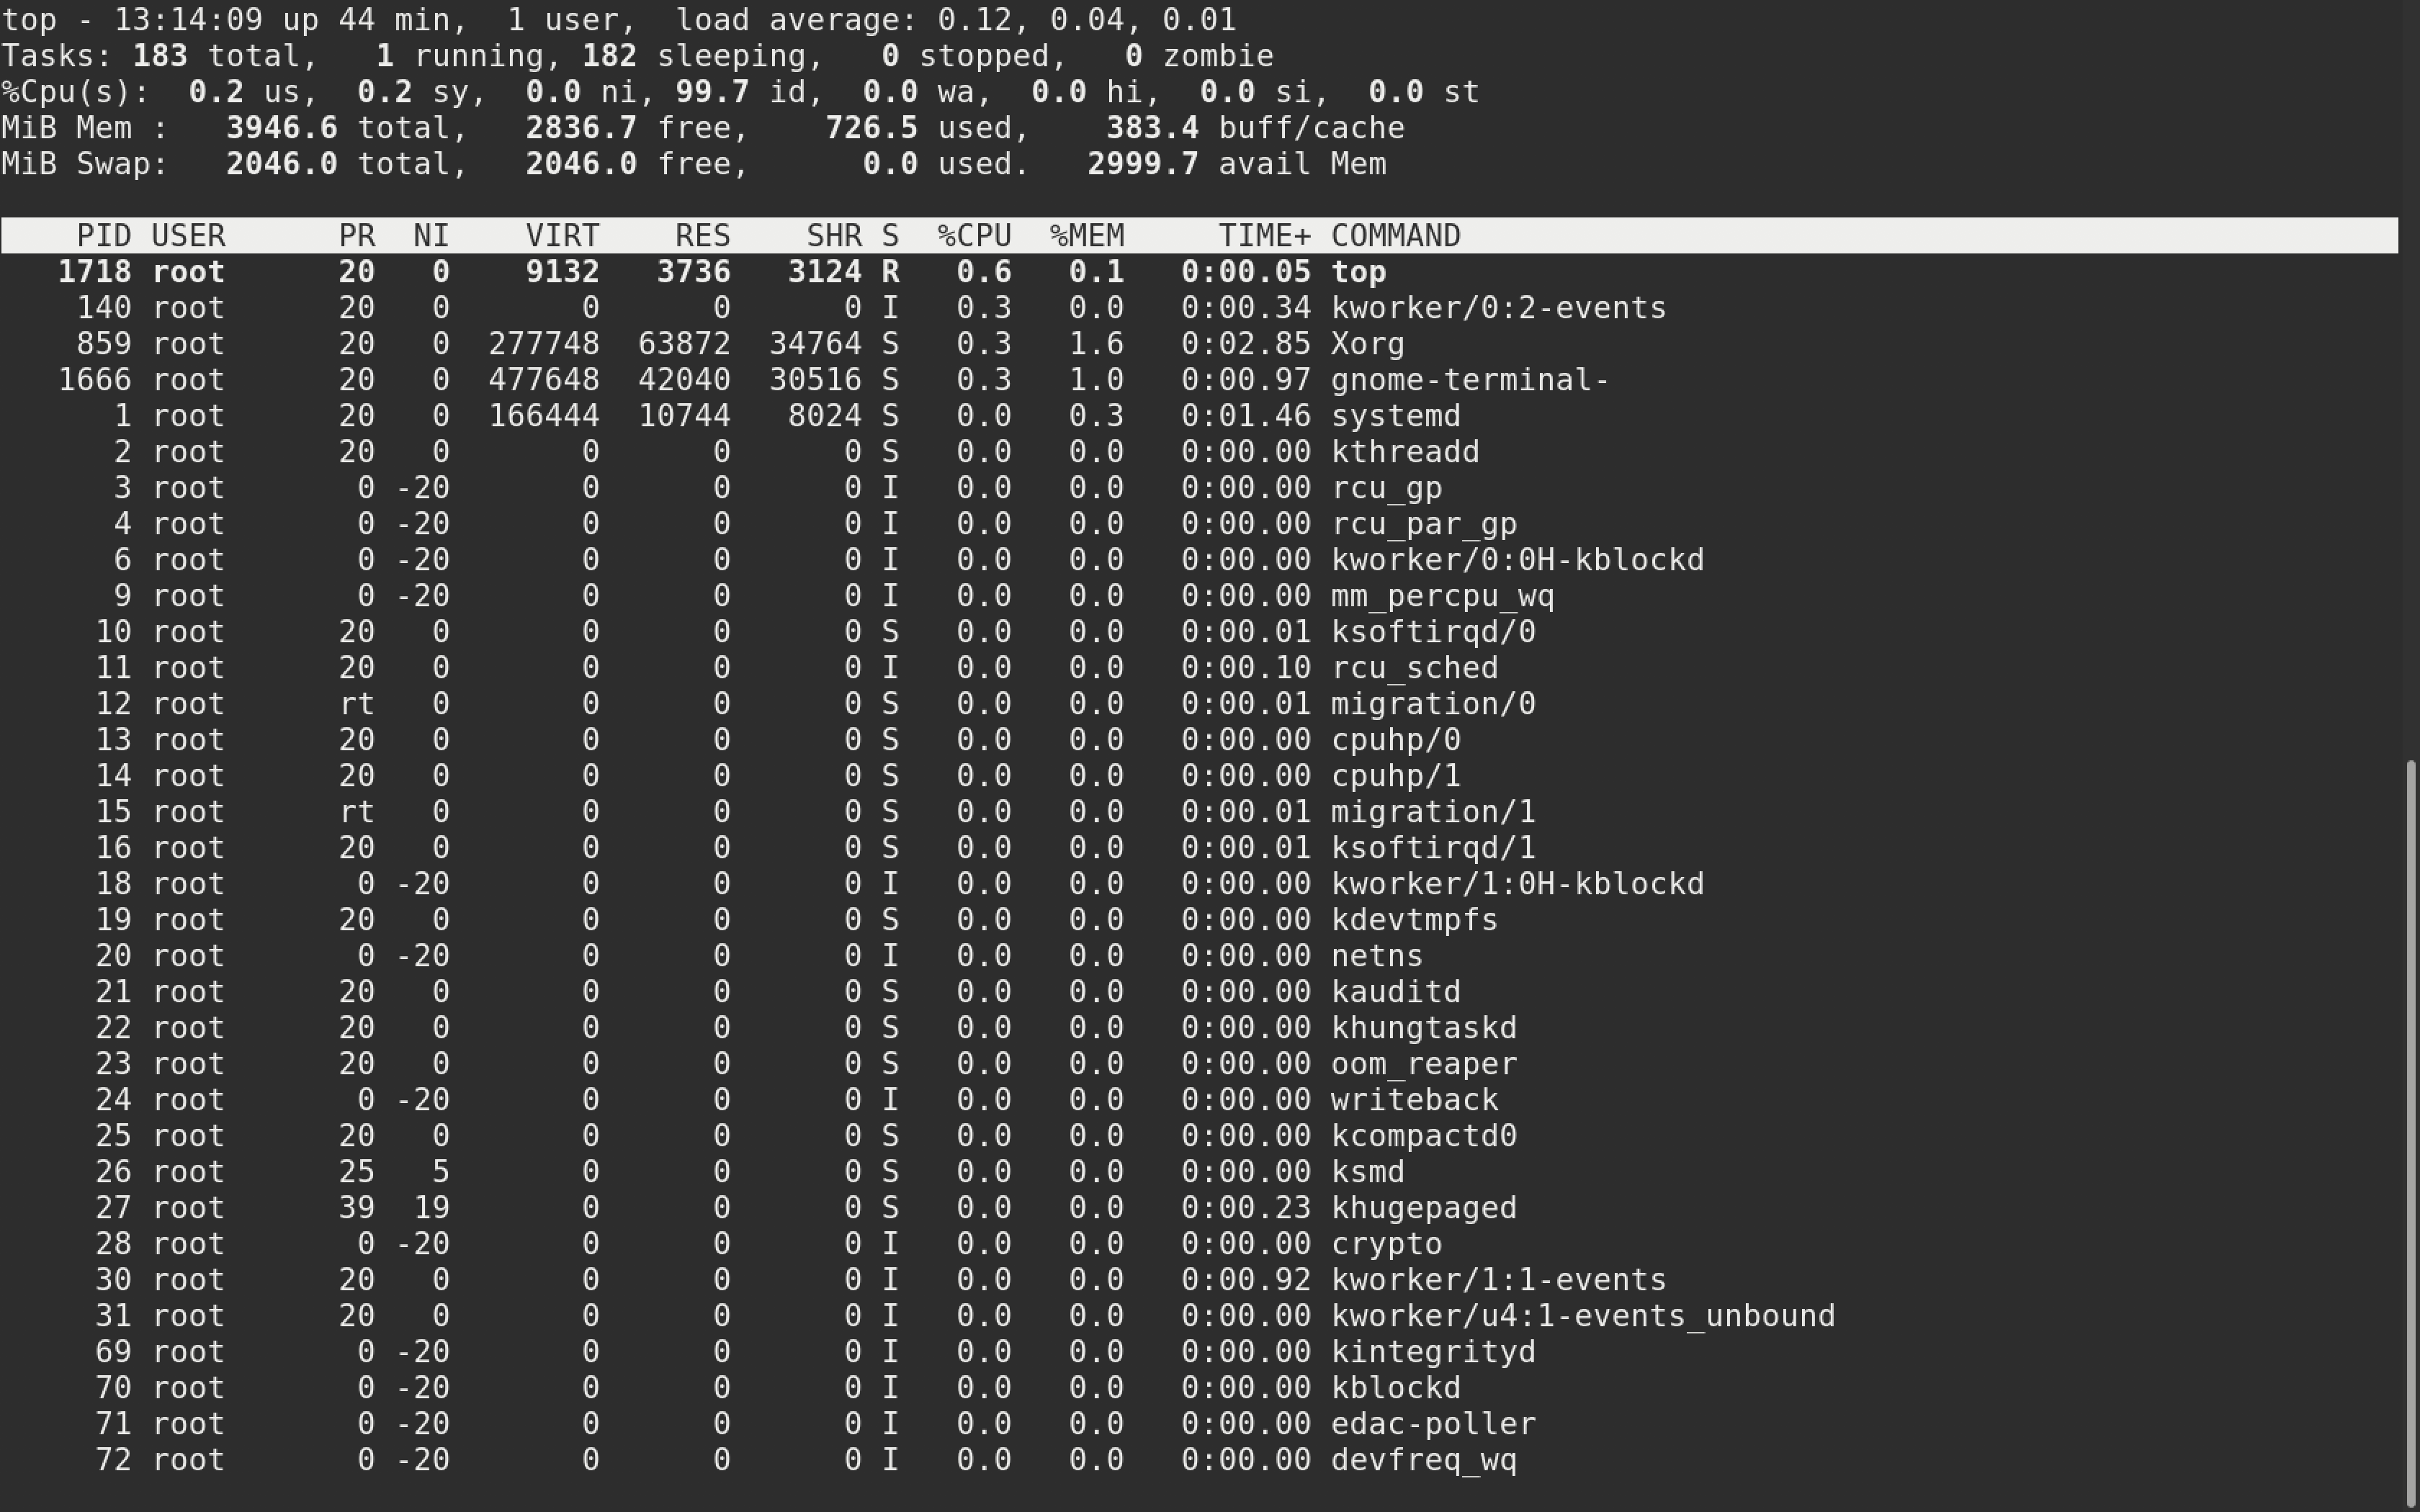 top - 13:14:09 up 44 min,  1 user,  load average: 0.12, 0.04, 0.01
Tasks: 183 total,   1 running, 182 sleeping,   0 stopped,   0 zombie
%Cpu(s):  0.2 us,  0.2 sy,  0.0 ni, 99.7 id,  0.0 wa,  0.0 hi,  0.0 si,  0.0 st
MiB Mem :   3946.6 total,   2836.7 free,    726.5 used,    383.4 buff/cache
MiB Swap:   2046.0 total,   2046.0 free,      0.0 used.   2999.7 avail Mem
PID USER      PR  NI    VIRT    RES    SHR S  %CPU  %MEM     TIME+ COMMAND
1718 root      20   0    9132   3736   3124 R   0.6   0.1   0:00.05 top
140 root      20   0       0      0      0 I   0.3   0.0   0:00.34 kworker/0:2-events
859 root      20   0  277748  63872  34764 S   0.3   1.6   0:02.85 Xorg
1666 root      20   0  477648  42040  30516 S   0.3   1.0   0:00.97 gnome-terminal-
1 root      20   0  166444  10744   8024 S   0.0   0.3   0:01.46 systemd
2 root      20   0       0      0      0 S   0.0   0.0   0:00.00 kthreadd
3 root       0 -20       0      0      0 I   0.0   0.0   0:00.00 rcu_gp
4 root       0 -20       0      0      0 I   0.0   0.0   0:00.00 rcu_par_gp
6 root       0 -20       0      0      0 I   0.0   0.0   0:00.00 kworker/0:0H-kblockd
9 root       0 -20       0      0      0 I   0.0   0.0   0:00.00 mm_percpu_wq
10 root      20   0       0      0      0 S   0.0   0.0   0:00.01 ksoftirqd/0
11 root      20   0       0      0      0 I   0.0   0.0   0:00.10 rcu_sched
12 root      rt   0       0      0      0 S   0.0   0.0   0:00.01 migration/0
13 root      20   0       0      0      0 S   0.0   0.0   0:00.00 cpuhp/0
14 root      20   0       0      0      0 S   0.0   0.0   0:00.00 cpuhp/1
15 root      rt   0       0      0      0 S   0.0   0.0   0:00.01 migration/1
16 root      20   0       0      0      0 S   0.0   0.0   0:00.01 ksoftirqd/1
18 root       0 -20       0      0      0 I   0.0   0.0   0:00.00 kworker/1:0H-kblockd
19 root      20   0       0      0      0 S   0.0   0.0   0:00.00 kdevtmpfs
20 root       0 -20       0      0      0 I   0.0   0.0   0:00.00 netns
21 root      20   0       0      0      0 S   0.0   0.0   0:00.00 kauditd
22 root      20   0       0      0      0 S   0.0   0.0   0:00.00 khungtaskd
23 root      20   0       0      0      0 S   0.0   0.0   0:00.00 oom_reaper
24 root       0 -20       0      0      0 I   0.0   0.0   0:00.00 writeback
25 root      20   0       0      0      0 S   0.0   0.0   0:00.00 kcompactd0
26 root      25   5       0      0      0 S   0.0   0.0   0:00.00 ksmd
27 root      39  19       0      0      0 S   0.0   0.0   0:00.23 khugepaged
28 root       0 -20       0      0      0 I   0.0   0.0   0:00.00 crypto
30 root      20   0       0      0      0 I   0.0   0.0   0:00.92 kworker/1:1-events
31 root      20   0       0      0      0 I   0.0   0.0   0:00.00 kworker/u4:1-events_unbound
69 root       0 -20       0      0      0 I   0.0   0.0   0:00.00 kintegrityd
70 root       0 -20       0      0      0 I   0.0   0.0   0:00.00 kblockd
71 root       0 -20       0      0      0 I   0.0   0.0   0:00.00 edac-poller
72 root       0 -20       0      0      0 I   0.0   0.0   0:00.00 devfreq_wq